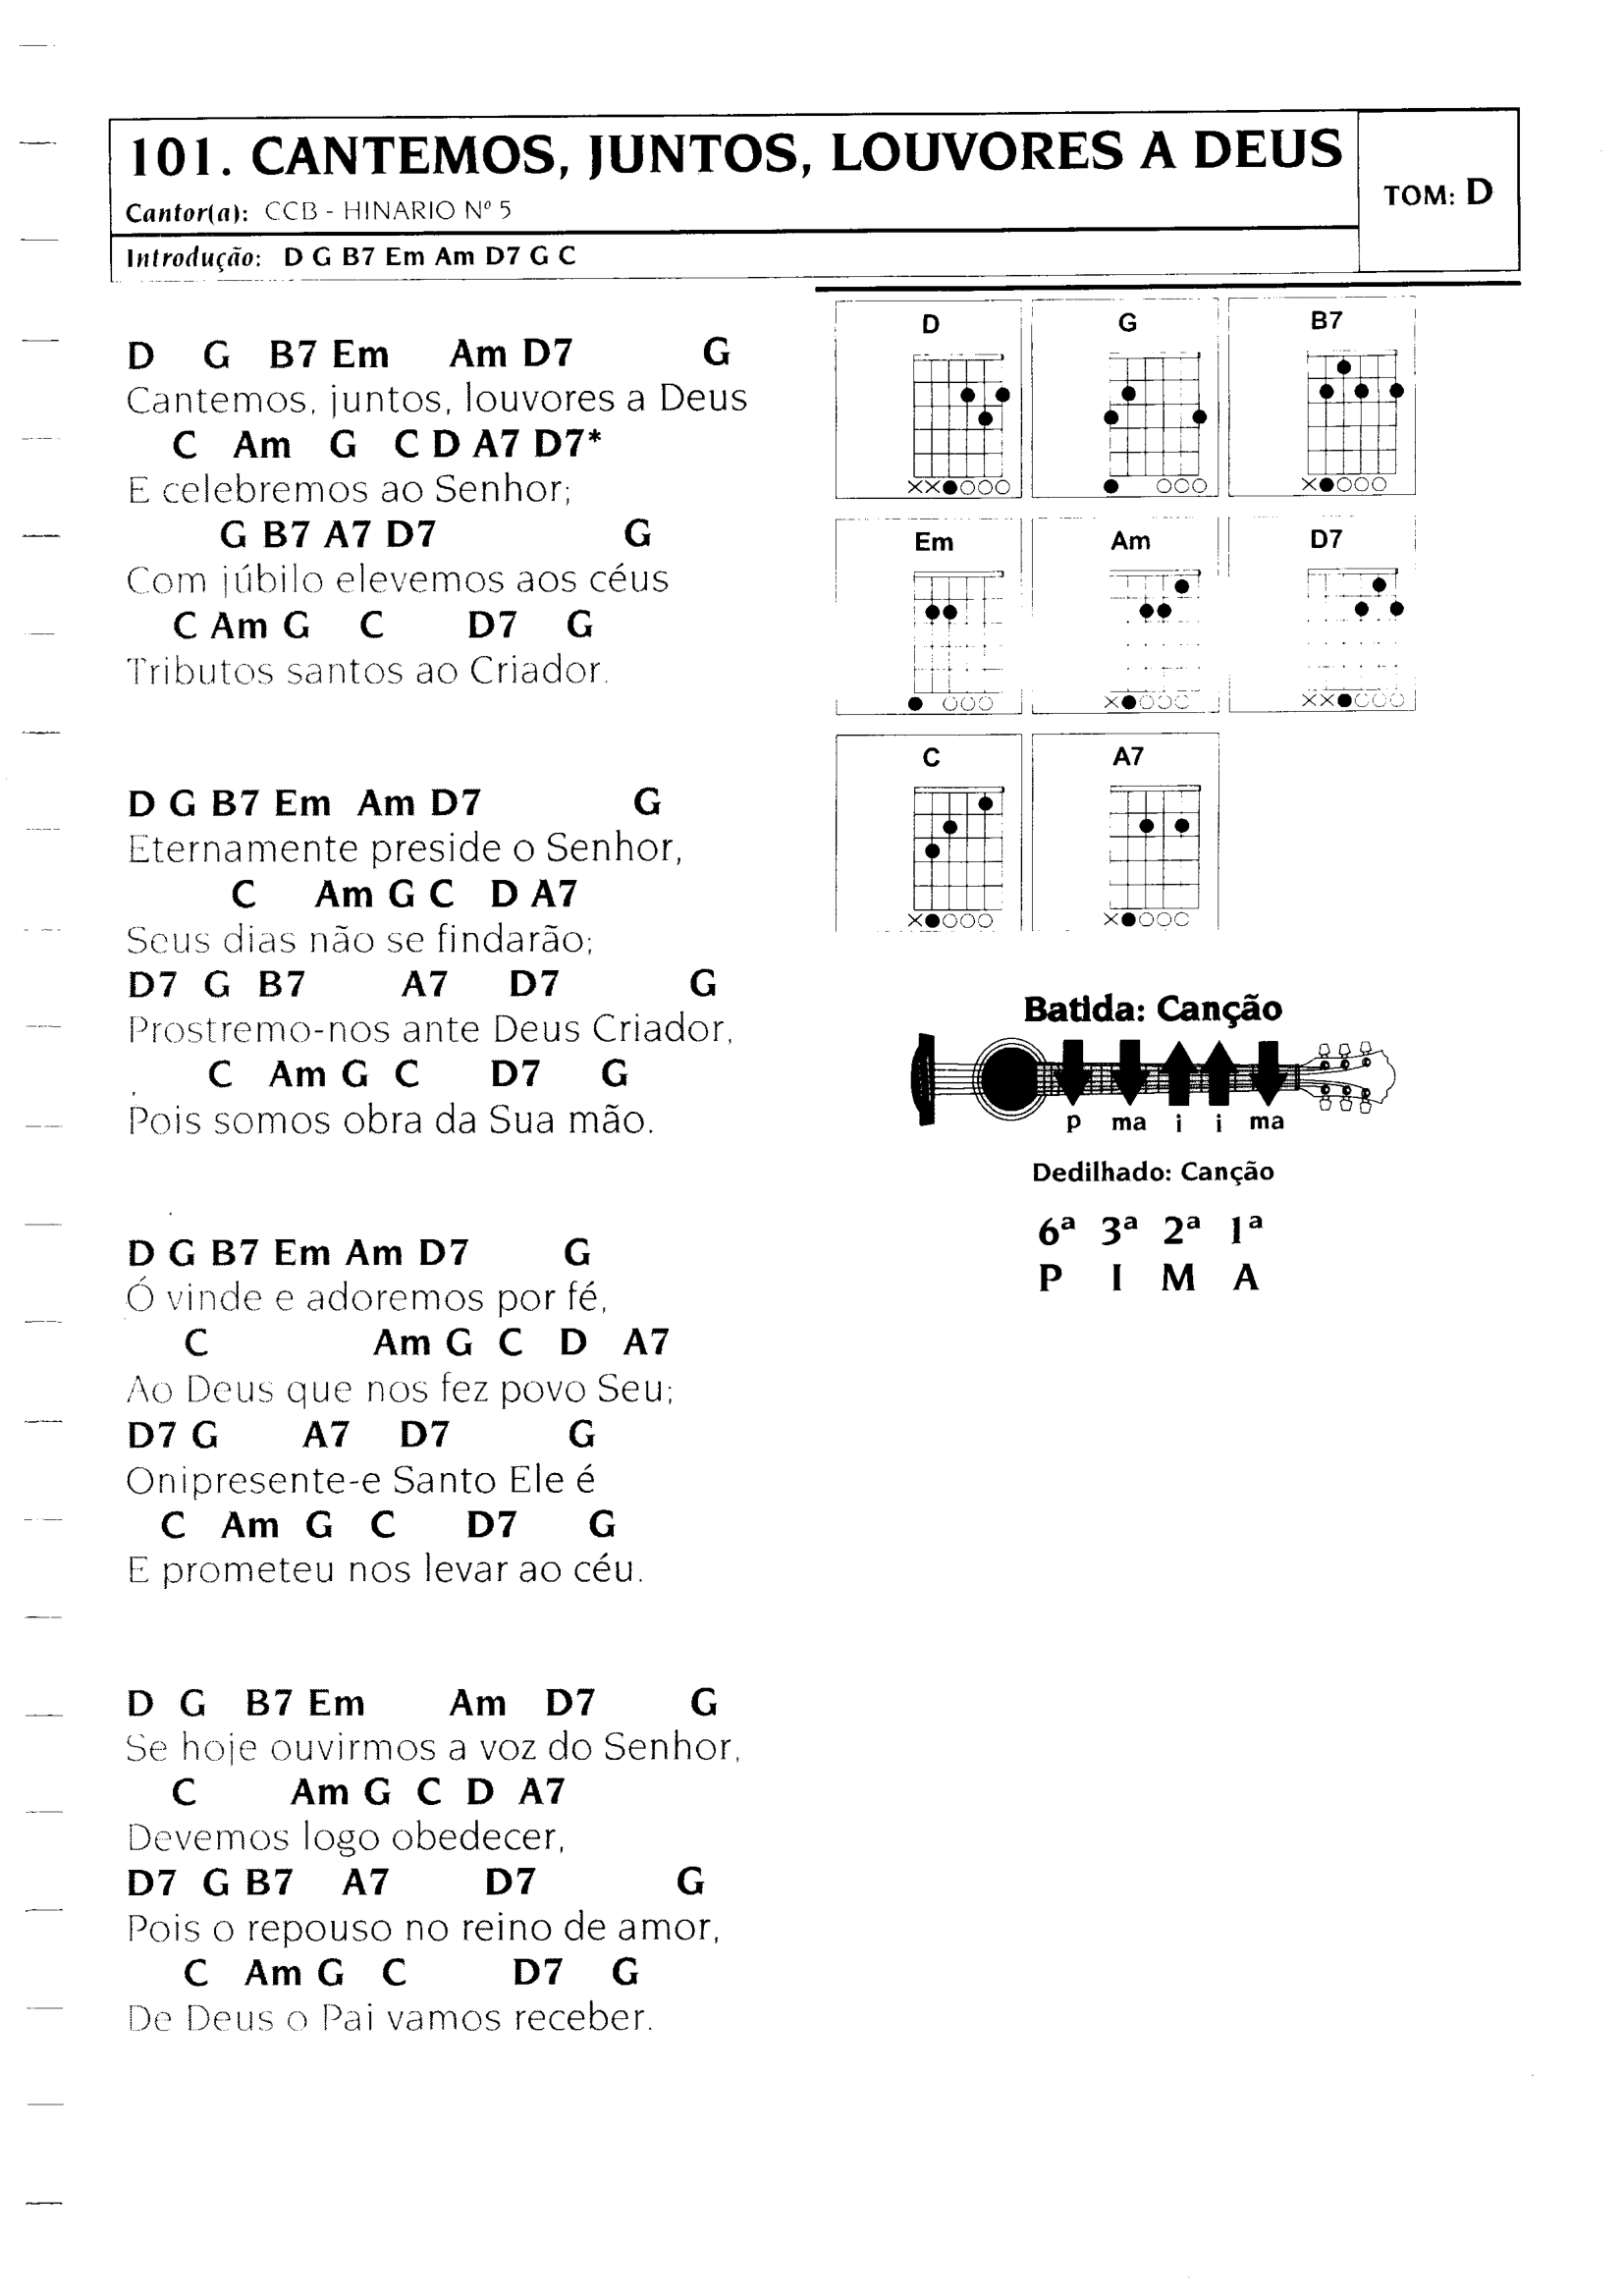 101. CANTEMOS, JUNTOS, LOUVORES A DEUS
Cantor(a): CCB - HINARIO Nº 5
TOM: D
Introdução: D G B7 Em Am D7 G C
D G B7 Em Am D7 G
Cantemos, juntos, louvores a Deus
C Am G C D A7 D7*
E celebremos ao Senhor;
G B7 A7 D7 G
Com júbilo elevemos aos céus
C Am G C D7 G
Tributos santos ao Criador.
D G B7 Em Am D7 G
Eternamente preside o Senhor,
C Am G C D A7
Seus dias não se findarão;
D7 G B7 A7 D7 G
Prostremo-nos ante Deus Criador,
C Am G C D7 G
Pois somos obra da Sua mão.
D G B7 Em Am D7 G
Ó vinde e adoremos por fé,
C Am G C D A7
Ao Deus que nos fez povo Seu;
D7 G A7 D7 G
Onipresente-e Santo Ele é
C Am G C D7 G
E prometeu nos levar ao céu.
D G B7 Em Am D7 G
Se hoje ouvirmos a voz do Senhor,
C Am G C D A7
Devemos logo obedecer,
D7 G B7 A7 D7 G
Pois o repouso no reino de amor,
C Am G C D7 G
De Deus o Pai vamos receber.
D G B7
Em Am D7
C A7
Batida: Canção
p ma i i ma
Dedilhado: Canção
6ª 3ª 2ª 1ª
P I M A